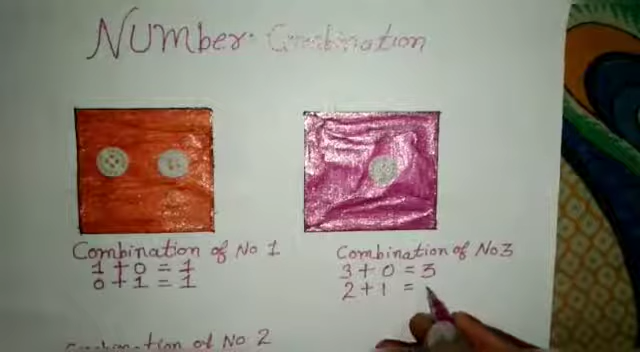 Number Combination
Combination of No 1
1 + 0 = 1
0 + 1 = 1
Combination of No 3
3 + 0 = 3
2 + 1 =
Combination of No 2